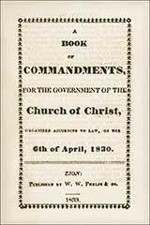 A
BOOK
OF
COMMANDMENTS,
FOR THE GOVERNMENT OF THE
Church of Christ,
ORGANIZED ACCORDING TO LAW, ON THE
6th of April, 1830.
ZION:
PUBLISHED BY W. W. PHELPS & CO.
1833.